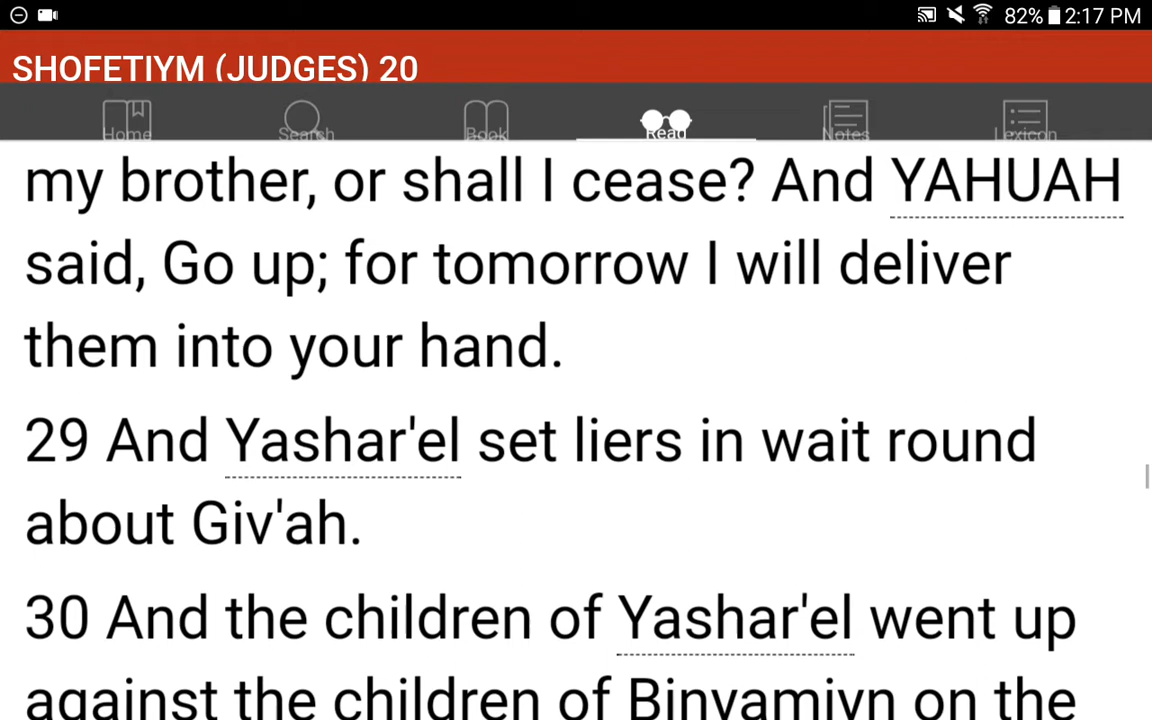 82% 2:17 PM
SHOFETIYM (JUDGES) 20
Home Search Book Read Notes Lexicon
my brother, or shall I cease? And YAHUAH
said, Go up; for tomorrow I will deliver
them into your hand.
29 And Yashar'el set liers in wait round
about Giv'ah.
30 And the children of Yashar'el went up
against the children of Binyamiyn on the